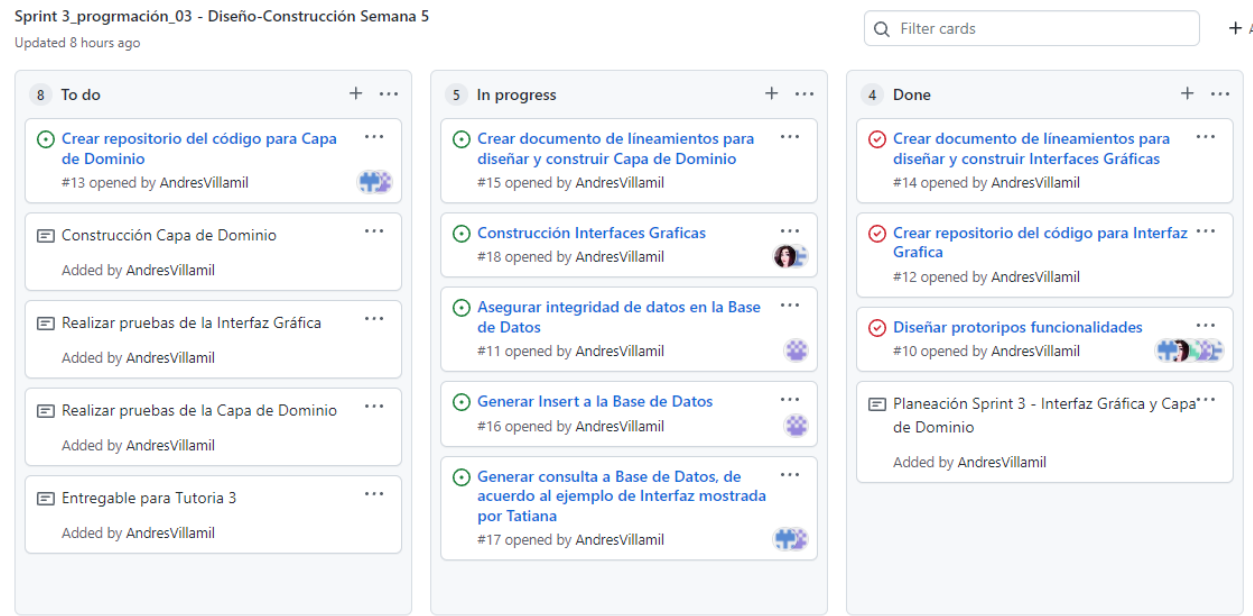 Sprint 3_progrmación_03 - Diseño-Construcción Semana 5
Updated 8 hours ago
Filter cards
8 To do
Crear repositorio del código para Capa
de Dominio
#13 opened by AndresVillamil
Construcción Capa de Dominio
Added by AndresVillamil
Realizar pruebas de la Interfaz Gráfica
Added by AndresVillamil
Realizar pruebas de la Capa de Dominio
Added by AndresVillamil
Entregable para Tutoria 3
Added by AndresVillamil
5 In progress
Crear documento de líneamientos para
diseñar y construir Capa de Dominio
#15 opened by AndresVillamil
Construcción Interfaces Graficas
#18 opened by AndresVillamil
Asegurar integridad de datos en la Base
de Datos
#11 opened by AndresVillamil
Generar Insert a la Base de Datos
#16 opened by AndresVillamil
Generar consulta a Base de Datos, de
acuerdo al ejemplo de Interfaz mostrada
por Tatiana
#17 opened by AndresVillamil
4 Done
Crear documento de líneamientos para
diseñar y construir Interfaces Gráficas
#14 opened by AndresVillamil
Crear repositorio del código para Interfaz
Grafica
#12 opened by AndresVillamil
Diseñar protoripos funcionalidades
#10 opened by AndresVillamil
Planeación Sprint 3 - Interfaz Gráfica y Capa
de Dominio
Added by AndresVillamil